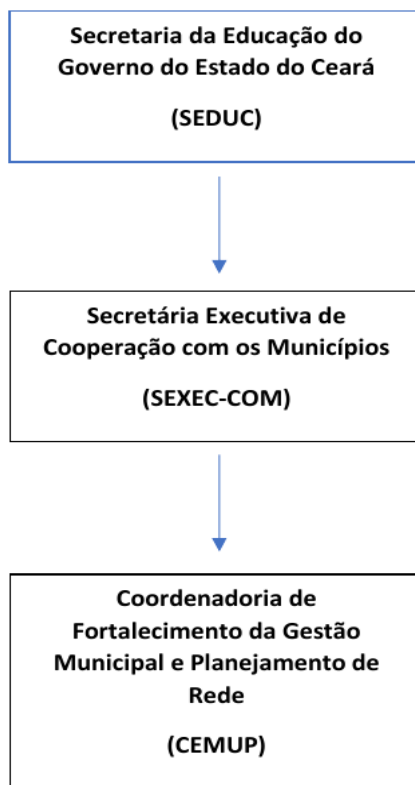 Secretaria da Educação do
Governo do Estado do Ceará
(SEDUC)
Secretária Executiva de
Cooperação com os Municípios
(SEXEC-COM)
Coordenadoria de
Fortalecimento da Gestão
Municipal e Planejamento de
Rede
(CEMUP)